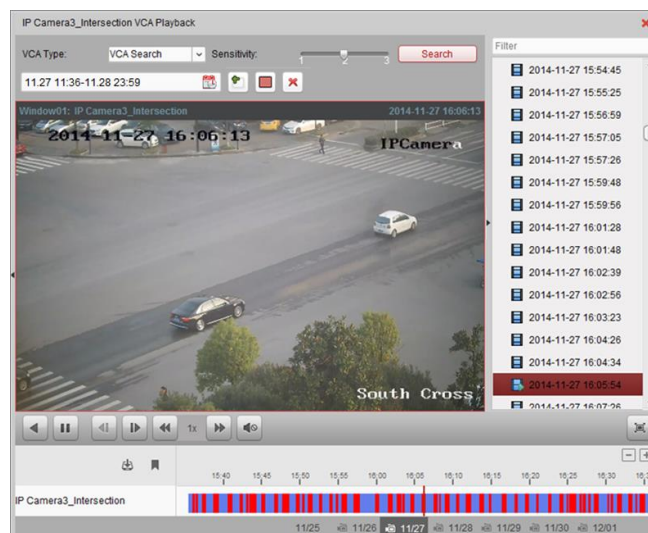 IP Camera3_Intersection VCA Playback
VCA Type: VCA Search Sensitivity: 1 2 3 Search
11.27 11:36-11.28 23:59
Filter
2014-11-27 15:54:45
2014-11-27 15:55:25
2014-11-27 15:56:59
2014-11-27 15:57:05
2014-11-27 15:57:26
2014-11-27 15:59:48
2014-11-27 15:59:56
2014-11-27 16:01:28
2014-11-27 16:01:48
2014-11-27 16:02:39
2014-11-27 16:02:56
2014-11-27 16:03:23
2014-11-27 16:04:26
2014-11-27 16:04:34
2014-11-27 16:05:54
2014-11-27 16:07:26
Window01: IP Camera3_Intersection 2014-11-27 16:06:13
2014-11-27 16:06:13
IPCamera
South Cross
1x
15:40 15:45 15:50 15:55 16:00 16:05 16:10 16:15 16:20 16:25 16:30
IP Camera3_Intersection
11/25 11/26 11/27 11/28 11/29 11/30 12/01